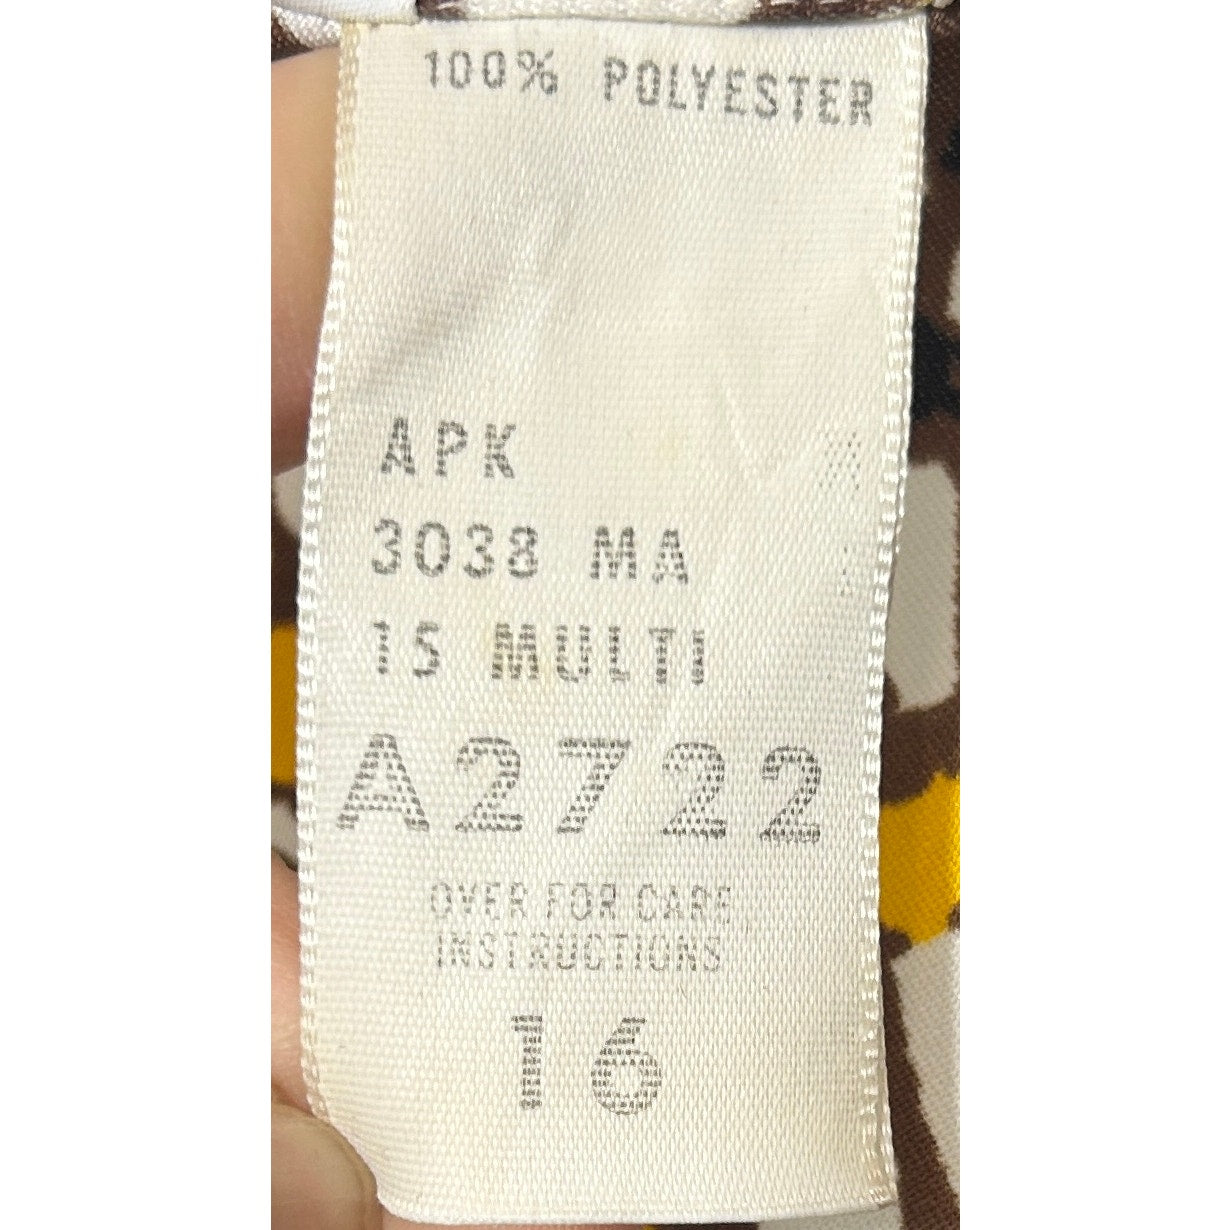 100% POLYESTER
APK
3038 MA
15 MULTI
A2722
OVER FOR CARE
INSTRUCTIONS
16